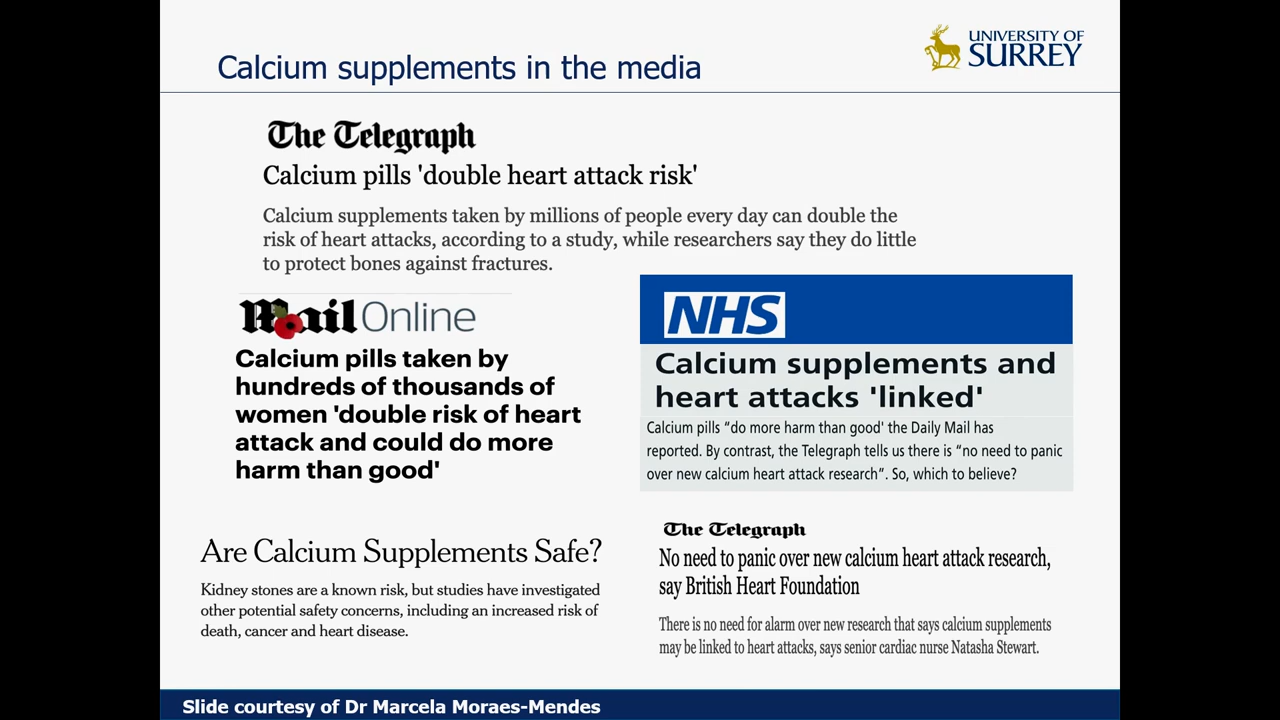 Calcium supplements in the media
UNIVERSITY OF
SURREY
The Telegraph
Calcium pills 'double heart attack risk'
Calcium supplements taken by millions of people every day can double the
risk of heart attacks, according to a study, while researchers say they do little
to protect bones against fractures.
Mail Online
Calcium pills taken by
hundreds of thousands of
women 'double risk of heart
attack and could do more
harm than good'
NHS
Calcium supplements and
heart attacks 'linked'
Calcium pills “do more harm than good' the Daily Mail has
reported. By contrast, the Telegraph tells us there is “no need to panic
over new calcium heart attack research”. So, which to believe?
Are Calcium Supplements Safe?
Kidney stones are a known risk, but studies have investigated
other potential safety concerns, including an increased risk of
death, cancer and heart disease.
The Telegraph
No need to panic over new calcium heart attack research,
say British Heart Foundation
There is no need for alarm over new research that says calcium supplements
may be linked to heart attacks, says senior cardiac nurse Natasha Stewart.
Slide courtesy of Dr Marcela Moraes-Mendes